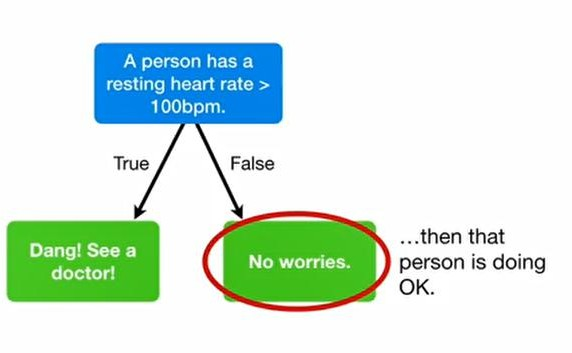 A person has a
resting heart rate >
100bpm.
True
False
Dang! See a
doctor!
No worries.
...then that
person is doing
OK.